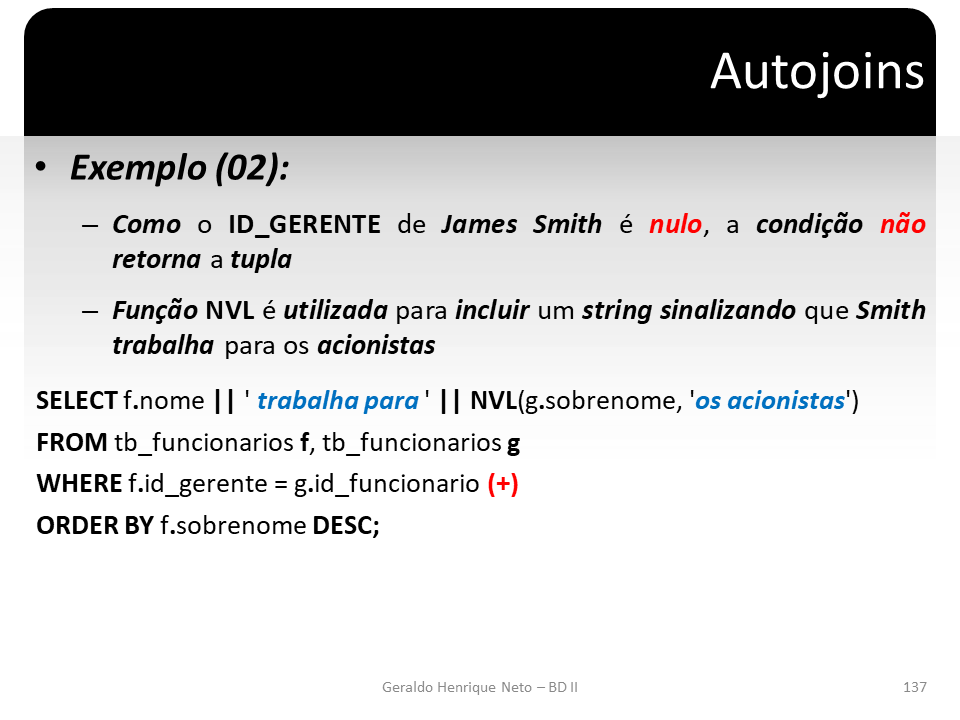 Autojoins
• Exemplo (02):
– Como o ID_GERENTE de James Smith é nulo, a condição não
retorna a tupla
– Função NVL é utilizada para incluir um string sinalizando que Smith
trabalha para os acionistas
SELECT f.nome || ' trabalha para ' || NVL(g.sobrenome, 'os acionistas')
FROM tb_funcionarios f, tb_funcionarios g
WHERE f.id_gerente = g.id_funcionario (+)
ORDER BY f.sobrenome DESC;
Geraldo Henrique Neto – BD II
137